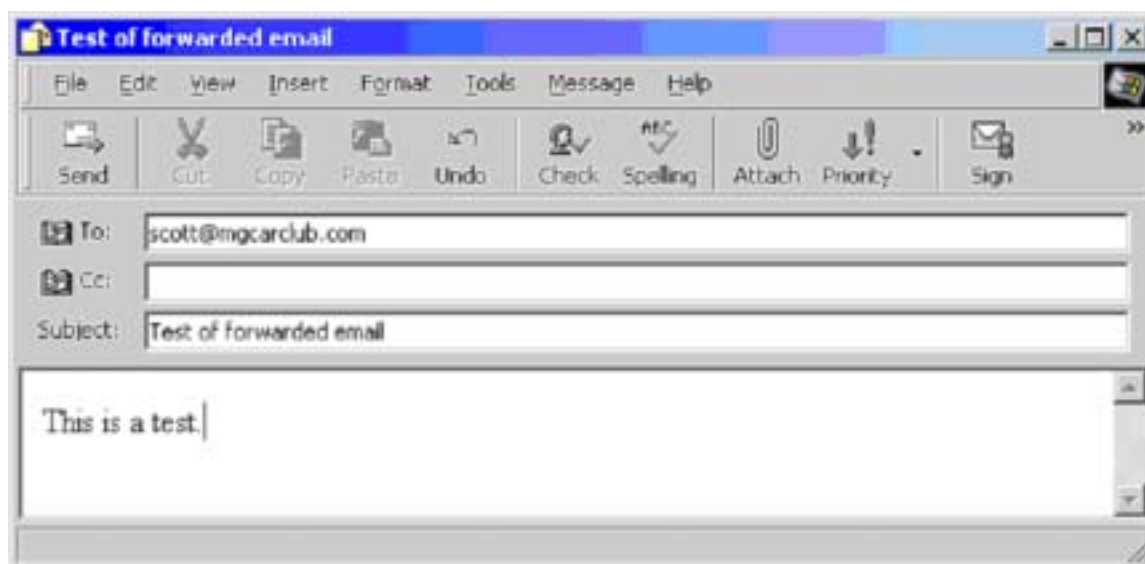 Test of forwarded email
File Edit View Insert Format Tools Message Help
ABC
Send Cut Copy Paste Undo Check Spelling Attach Priority Sign
To: scott@mgcarclub.com
Cc:
Subject: Test of forwarded email
This is a test.